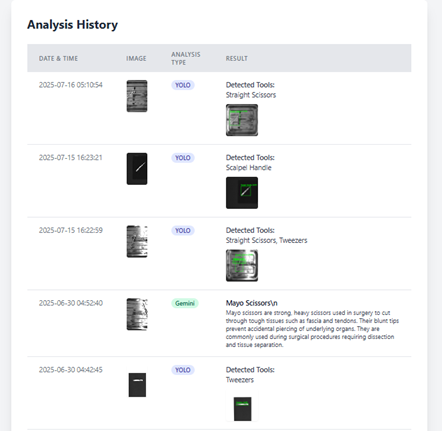 Analysis History
DATE & TIME IMAGE ANALYSIS TYPE RESULT
2025-07-16 05:10:54 YOLO Detected Tools:
Straight Scissors
2025-07-15 16:23:21 YOLO Detected Tools:
Scalpel Handle
2025-07-15 16:22:59 YOLO Detected Tools:
Straight Scissors, Tweezers
2025-06-30 04:52:40 Gemini Mayo Scissors\n
Mayo scissors are strong, heavy scissors used in surgery to cut
through tough tissues such as fascia and tendons. Their blunt tips
prevent accidental piercing of underlying organs. They are
commonly used during surgical procedures requiring dissection
and tissue separation.
2025-06-30 04:42:45 YOLO Detected Tools:
Tweezers